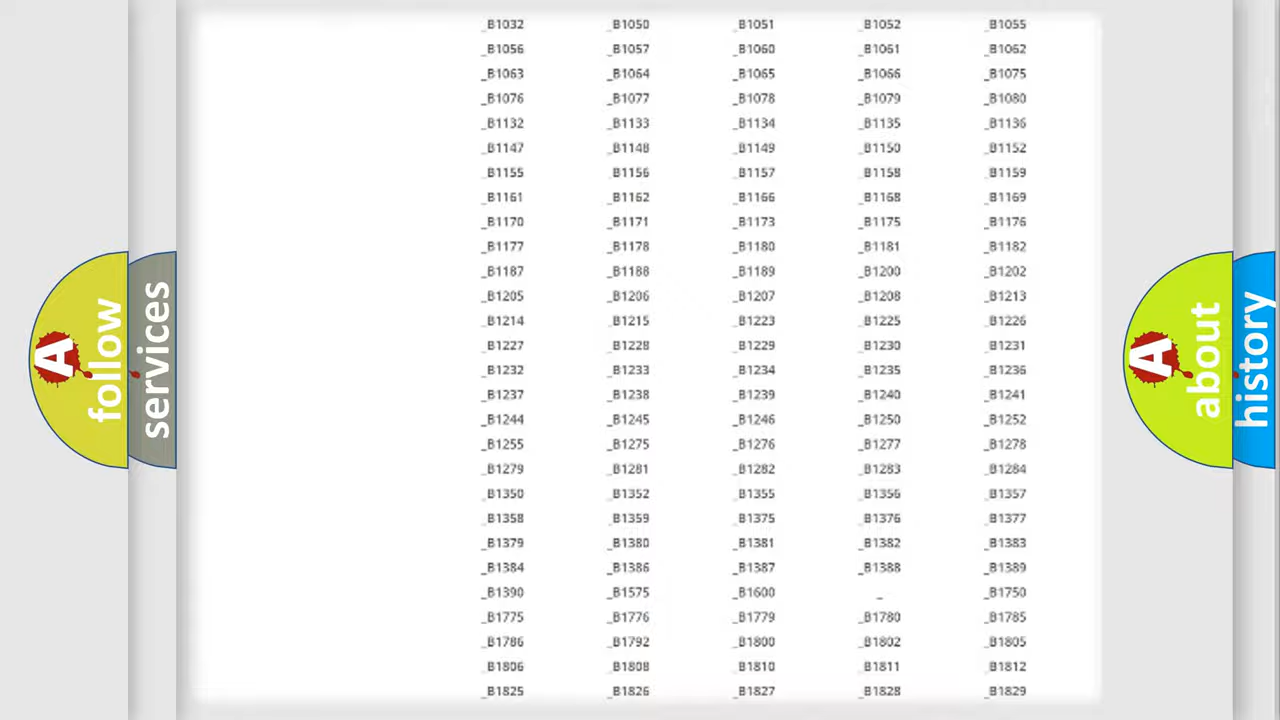 _B1032 _B1050 _B1051 _B1052 _B1055
_B1056 _B1057 _B1060 _B1061 _B1062
_B1063 _B1064 _B1065 _B1066 _B1075
_B1076 _B1077 _B1078 _B1079 _B1080
_B1132 _B1133 _B1134 _B1135 _B1136
_B1147 _B1148 _B1149 _B1150 _B1152
_B1155 _B1156 _B1157 _B1158 _B1159
_B1161 _B1162 _B1166 _B1168 _B1169
_B1170 _B1171 _B1173 _B1175 _B1176
_B1177 _B1178 _B1180 _B1181 _B1182
_B1187 _B1188 _B1189 _B1200 _B1202
_B1205 _B1206 _B1207 _B1208 _B1213
_B1214 _B1215 _B1223 _B1225 _B1226
_B1227 _B1228 _B1229 _B1230 _B1231
_B1232 _B1233 _B1234 _B1235 _B1236
_B1237 _B1238 _B1239 _B1240 _B1241
_B1244 _B1245 _B1246 _B1250 _B1252
_B1255 _B1275 _B1276 _B1277 _B1278
_B1279 _B1281 _B1282 _B1283 _B1284
_B1350 _B1352 _B1355 _B1356 _B1357
_B1358 _B1359 _B1375 _B1376 _B1377
_B1379 _B1380 _B1381 _B1382 _B1383
_B1384 _B1386 _B1387 _B1388 _B1389
_B1390 _B1575 _B1600 _ _B1750
_B1775 _B1776 _B1779 _B1780 _B1785
_B1786 _B1792 _B1800 _B1802 _B1805
_B1806 _B1808 _B1810 _B1811 _B1812
_B1825 _B1826 _B1827 _B1828 _B1829
A
follow
services
A
about
history